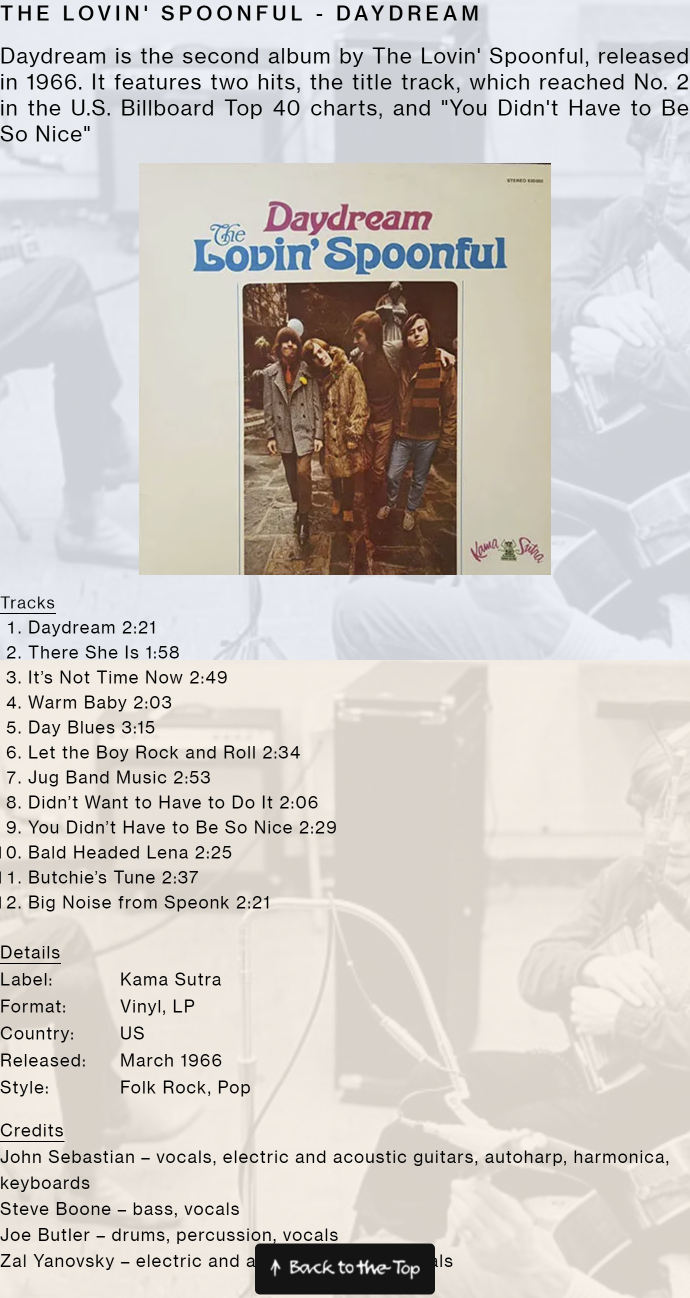 THE LOVIN' SPOONFUL - DAYDREAM
Daydream is the second album by The Lovin' Spoonful, released
in 1966. It features two hits, the title track, which reached No. 2
in the U.S. Billboard Top 40 charts, and "You Didn't Have to Be
So Nice"
STEREO
Daydream
The
Lovin' Spoonful
Kama Sutra
Tracks
1. Daydream 2:21
2. There She Is 1:58
3. It’s Not Time Now 2:49
4. Warm Baby 2:03
5. Day Blues 3:15
6. Let the Boy Rock and Roll 2:34
7. Jug Band Music 2:53
8. Didn’t Want to Have to Do It 2:06
9. You Didn’t Have to Be So Nice 2:29
10. Bald Headed Lena 2:25
11. Butchie’s Tune 2:37
12. Big Noise from Speonk 2:21
Details
Label: Kama Sutra
Format: Vinyl, LP
Country: US
Released: March 1966
Style: Folk Rock, Pop
Credits
John Sebastian – vocals, electric and acoustic guitars, autoharp, harmonica,
keyboards
Steve Boone – bass, vocals
Joe Butler – drums, percussion, vocals
Zal Yanovsky – electric and a
↑ Back to the Top